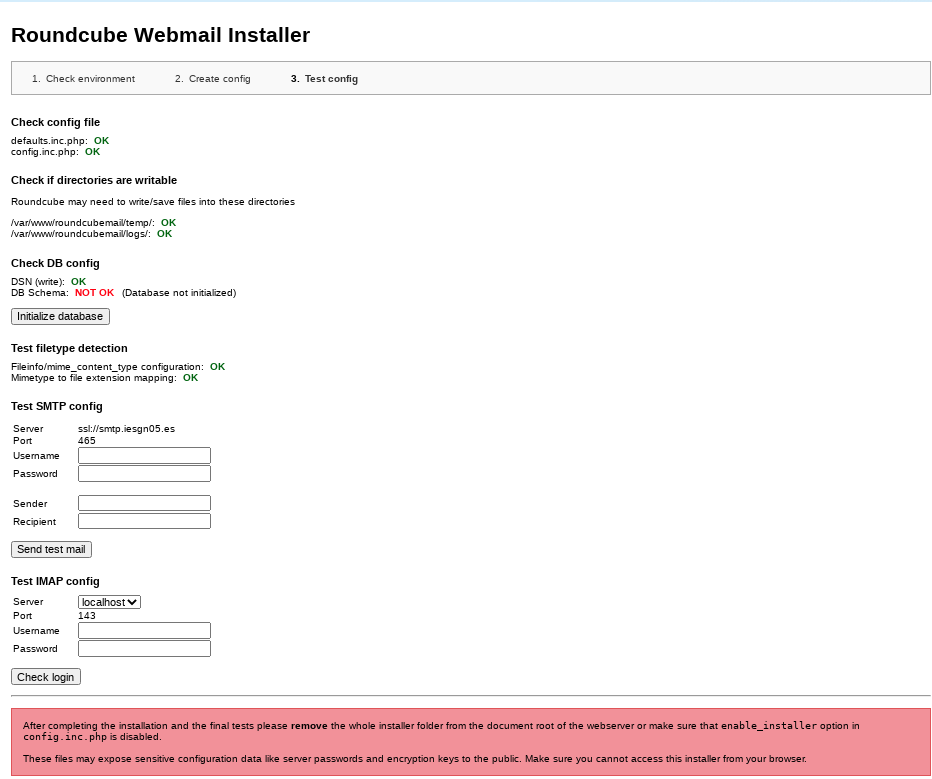 Roundcube Webmail Installer
1. Check environment 2. Create config 3. Test config
Check config file
defaults.inc.php: OK
config.inc.php: OK
Check if directories are writable
Roundcube may need to write/save files into these directories
/var/www/roundcubemail/temp/: OK
/var/www/roundcubemail/logs/: OK
Check DB config
DSN (write): OK
DB Schema: NOT OK (Database not initialized)
Initialize database
Test filetype detection
Fileinfo/mime_content_type configuration: OK
Mimetype to file extension mapping: OK
Test SMTP config
Server ssl://smtp.iesgn05.es
Port 465
Username
Password
Sender
Recipient
Send test mail
Test IMAP config
Server localhost
Port 143
Username
Password
Check login
After completing the installation and the final tests please remove the whole installer folder from the document root of the webserver or make sure that enable_installer option in
config.inc.php is disabled.
These files may expose sensitive configuration data like server passwords and encryption keys to the public. Make sure you cannot access this installer from your browser.